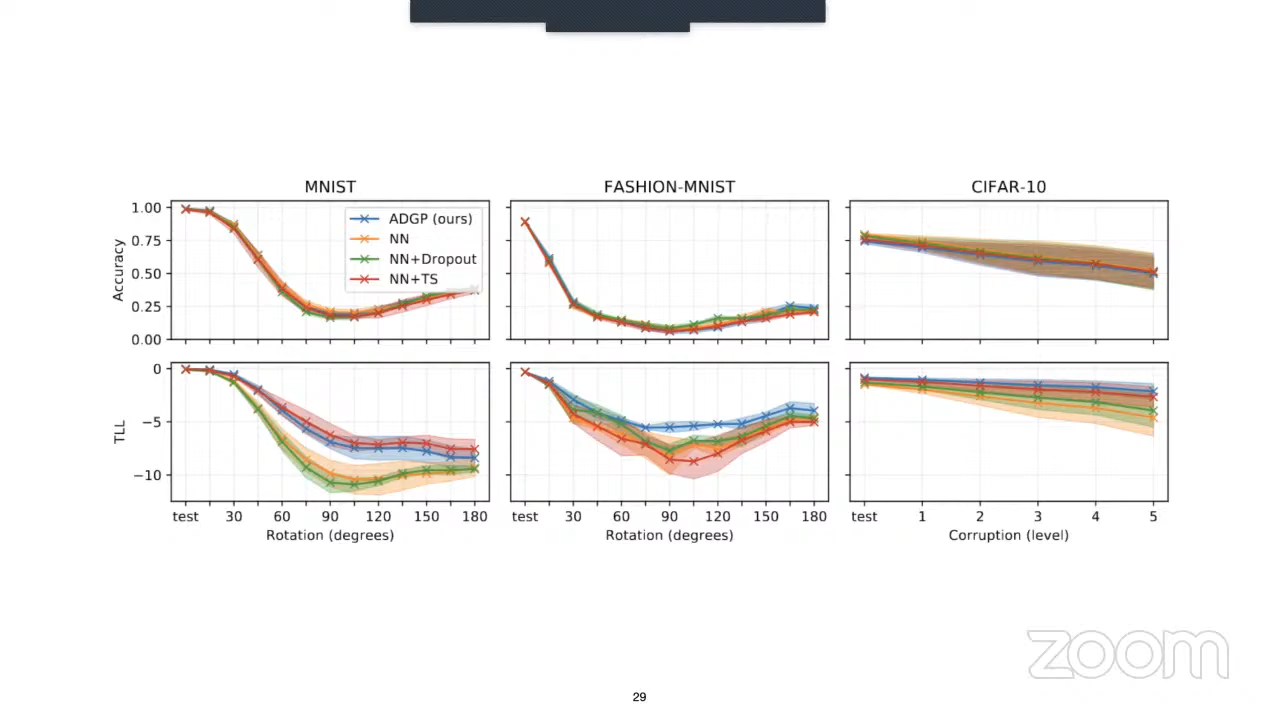 MNIST
FASHION-MNIST
CIFAR-10
Accuracy
1.00
0.75
0.50
0.25
0.00
ADGP (ours)
NN
NN+Dropout
NN+TS
TLL
0
−5
−10
test 30 60 90 120 150 180
Rotation (degrees)
test 30 60 90 120 150 180
Rotation (degrees)
test 1 2 3 4 5
Corruption (level)
zoom
29